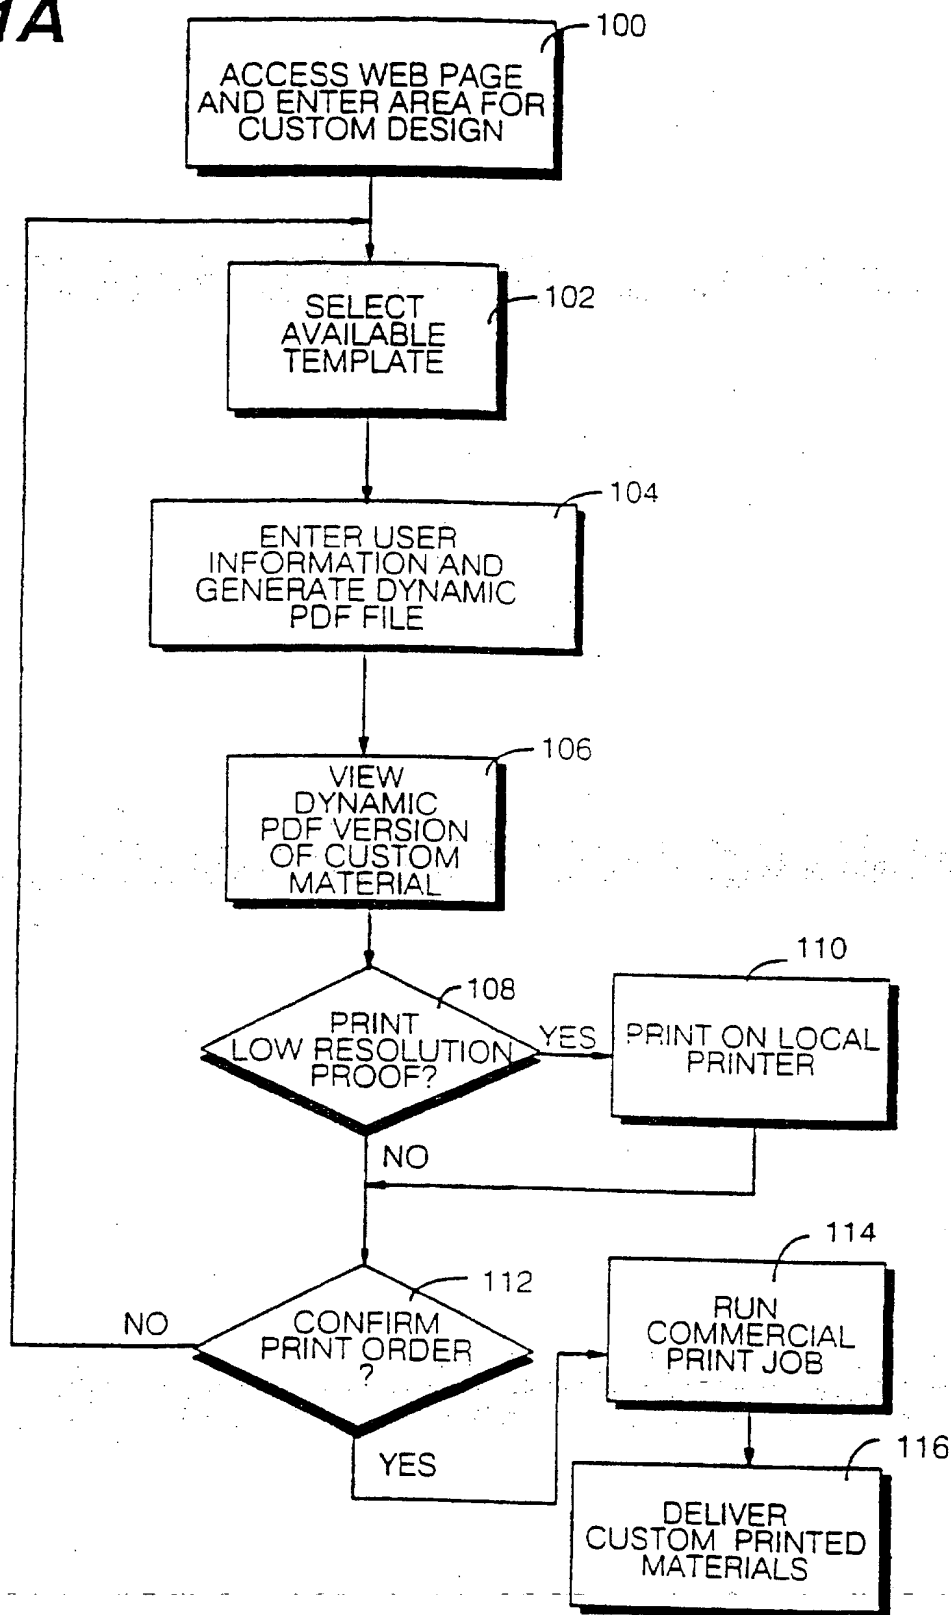 1A
100
ACCESS WEB PAGE
AND ENTER AREA FOR
CUSTOM DESIGN
102
SELECT
AVAILABLE
TEMPLATE
104
ENTER USER
INFORMATION AND
GENERATE DYNAMIC
PDF FILE
106
VIEW
DYNAMIC
PDF VERSION
OF CUSTOM
MATERIAL
108
PRINT
LOW RESOLUTION
PROOF?
YES
110
PRINT ON LOCAL
PRINTER
NO
112
CONFIRM
PRINT ORDER
?
NO
YES
114
RUN
COMMERCIAL
PRINT JOB
116
DELIVER
CUSTOM PRINTED
MATERIALS